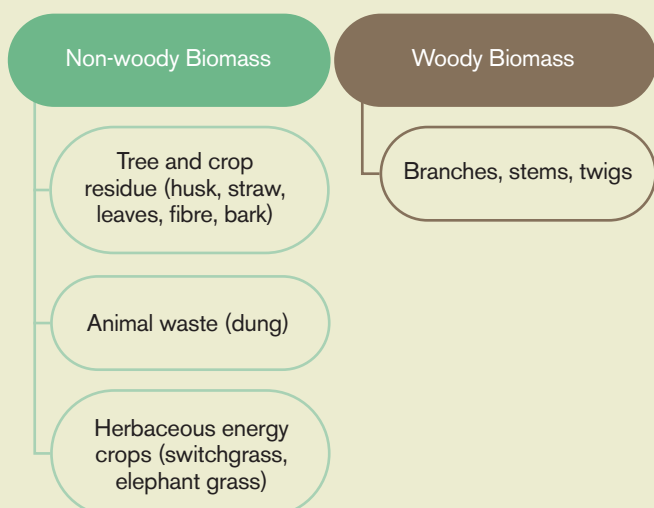 Non-woody Biomass
Tree and crop
residue (husk, straw,
leaves, fibre, bark)
Animal waste (dung)
Herbaceous energy
crops (switchgrass,
elephant grass)
Woody Biomass
Branches, stems, twigs